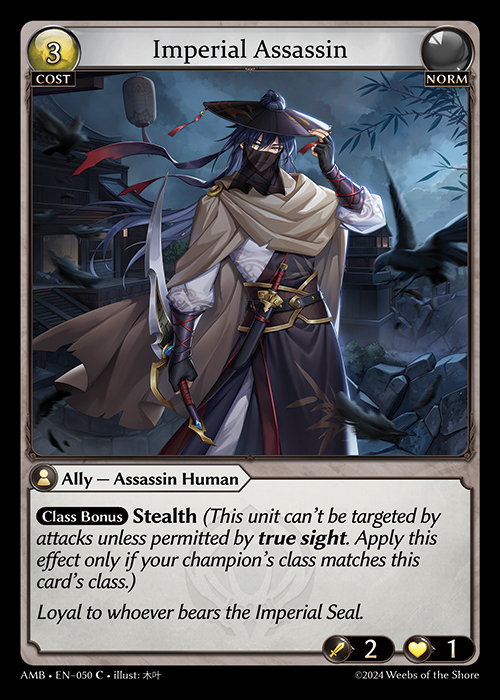 3
Imperial Assassin
COST
NORM
Ally — Assassin Human
Class Bonus Stealth (This unit can't be targeted by
attacks unless permitted by true sight. Apply this
effect only if your champion's class matches this
card's class.)
Loyal to whoever bears the Imperial Seal.
2
1
AMB • EN-050 C • illust: 木叶
©2024 Weebs of the Shore